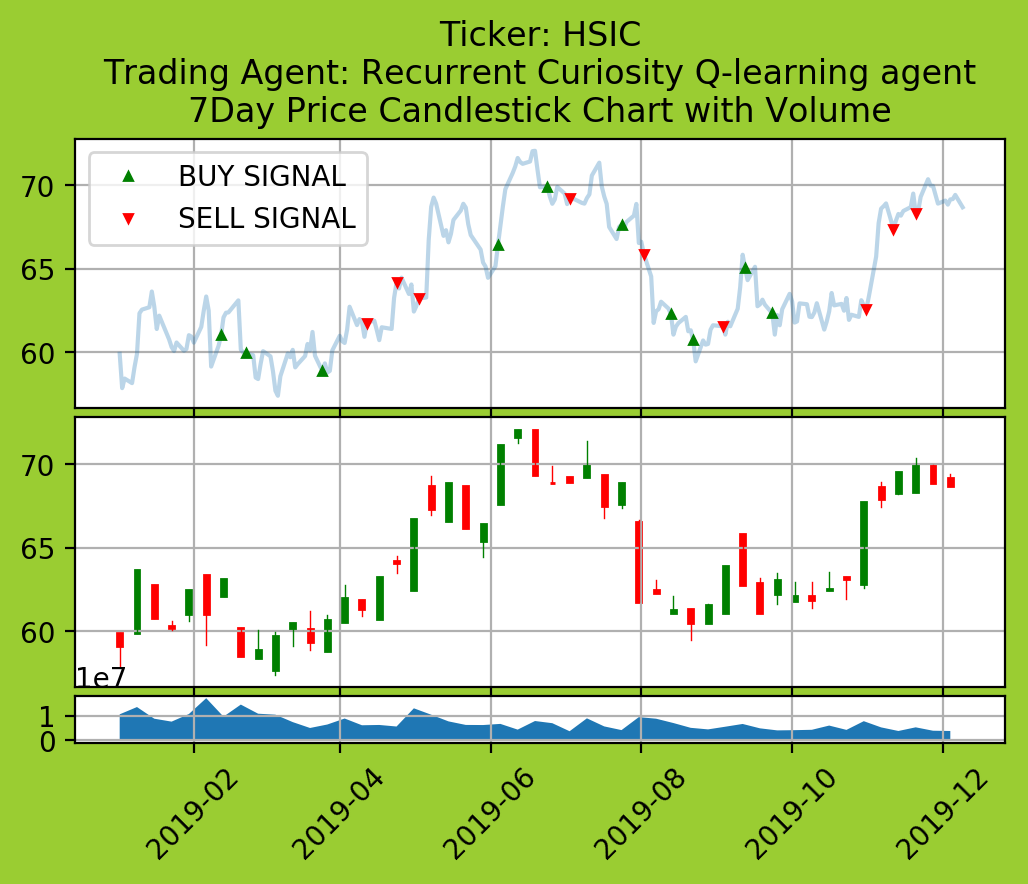 Ticker: HSIC
Trading Agent: Recurrent Curiosity Q-learning agent
7Day Price Candlestick Chart with Volume
BUY SIGNAL
SELL SIGNAL
70
65
60
70
65
60
1e7
1
0
2019-02
2019-04
2019-06
2019-08
2019-10
2019-12